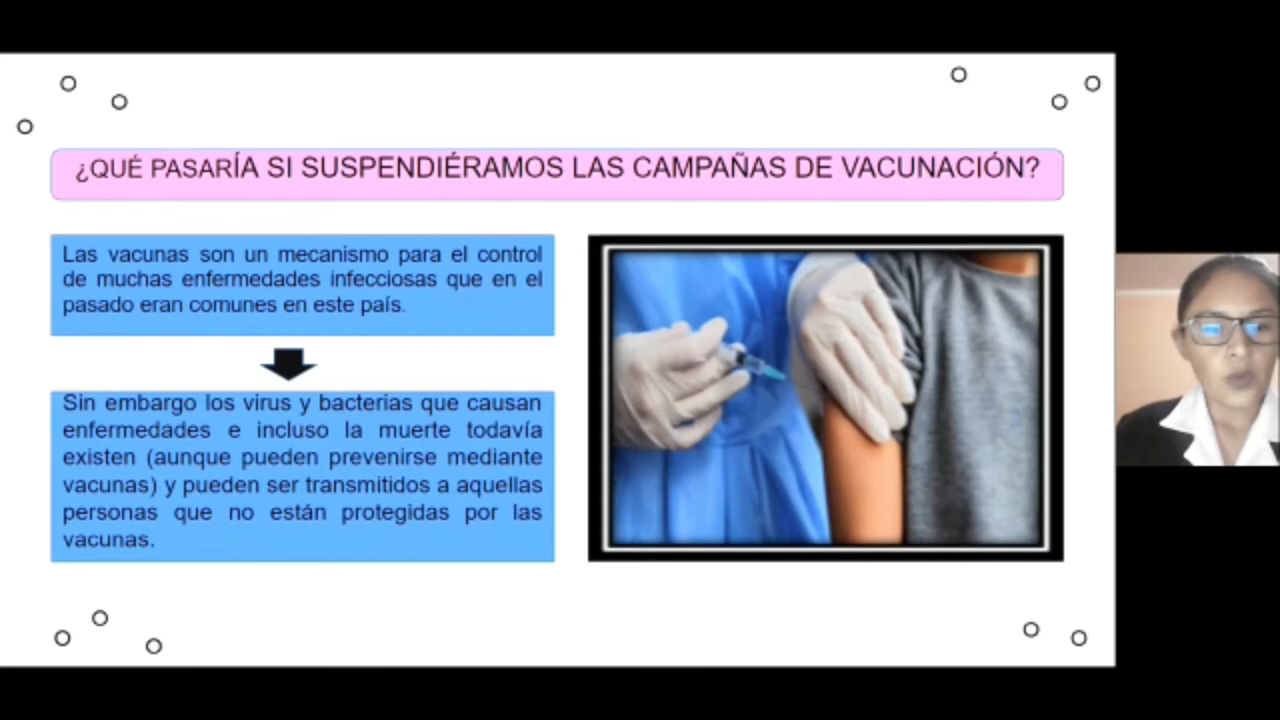 ¿QUÉ PASARÍA SI SUSPENDIÉRAMOS LAS CAMPAÑAS DE VACUNACIÓN?
Las vacunas son un mecanismo para el control
de muchas enfermedades infecciosas que en el
pasado eran comunes en este país.
Sin embargo los virus y bacterias que causan
enfermedades e incluso la muerte todavía
existen (aunque pueden prevenirse mediante
vacunas) y pueden ser transmitidos a aquellas
personas que no están protegidas por las
vacunas.